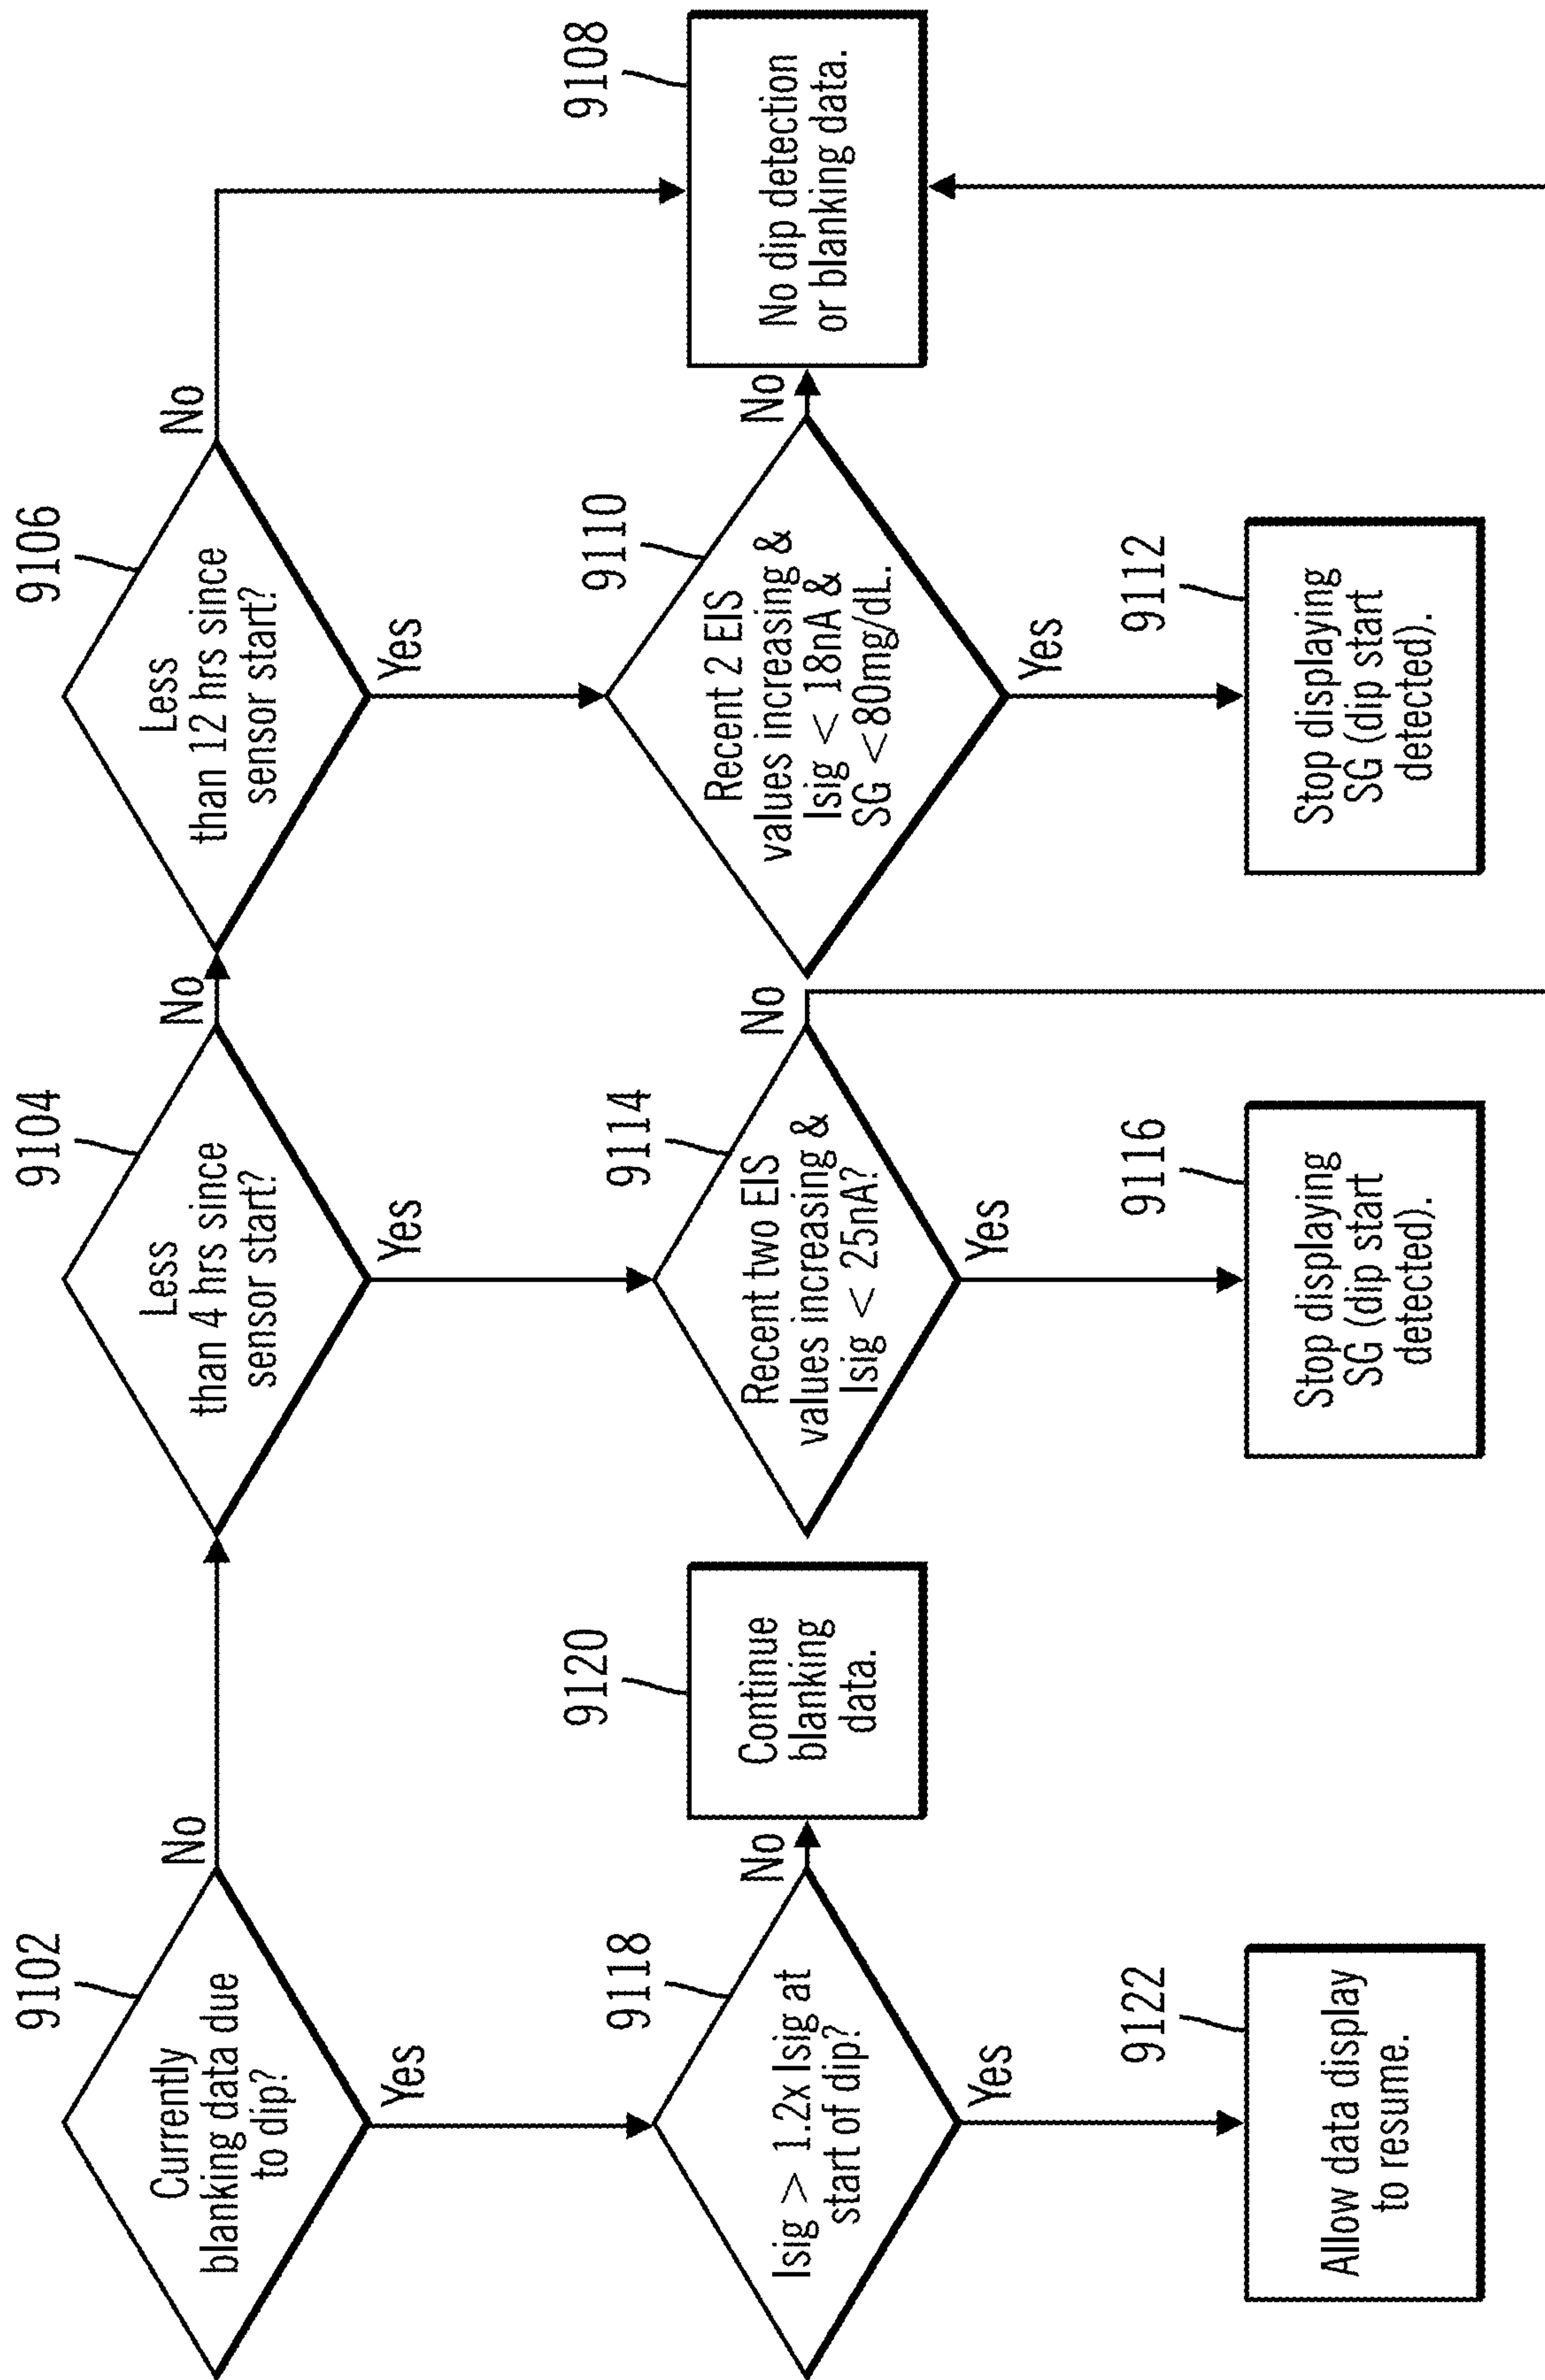 9102
Currently
blanking data due
to dip?
No
Yes
9104
Less
than 4 hrs since
sensor start?
No
Yes
9106
Less
than 12 hrs since
sensor start?
No
Yes
9118
Isig > 1.2x Isig at
start of dip?
No
Yes
9120
Continue
blanking
data.
9114
Recent two EIS
values increasing &
Isig < 25nA?
No
Yes
9110
Recent 2 EIS
values increasing &
Isig < 18nA &
SG <80mg/dL.
No
Yes
9108
No dip detection
or blanking data.
9122
Allow data display
to resume.
9116
Stop displaying
SG (dip start
detected).
9112
Stop displaying
SG (dip start
detected).